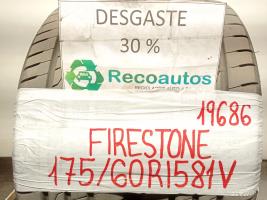 DESGASTE
30 %
Recoautos
19686
FIRESTONE
175/60R1581V